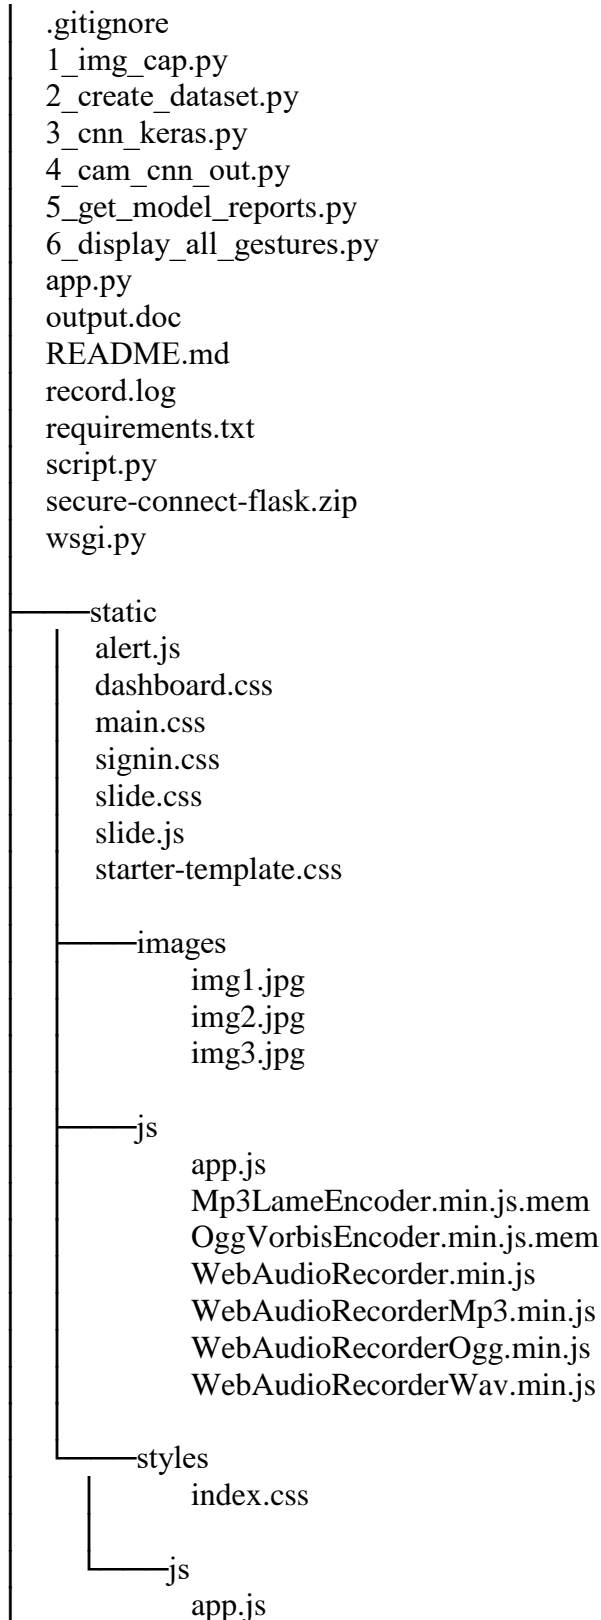 .gitignore
1_img_cap.py
2_create_dataset.py
3_cnn_keras.py
4_cam_cnn_out.py
5_get_model_reports.py
6_display_all_gestures.py
app.py
output.doc
README.md
record.log
requirements.txt
script.py
secure-connect-flask.zip
wsgi.py
static
alert.js
dashboard.css
main.css
signin.css
slide.css
slide.js
starter-template.css
images
img1.jpg
img2.jpg
img3.jpg
js
app.js
Mp3LameEncoder.min.js.mem
OggVorbisEncoder.min.js.mem
WebAudioRecorder.min.js
WebAudioRecorderMp3.min.js
WebAudioRecorderOgg.min.js
WebAudioRecorderWav.min.js
styles
index.css
js
app.js